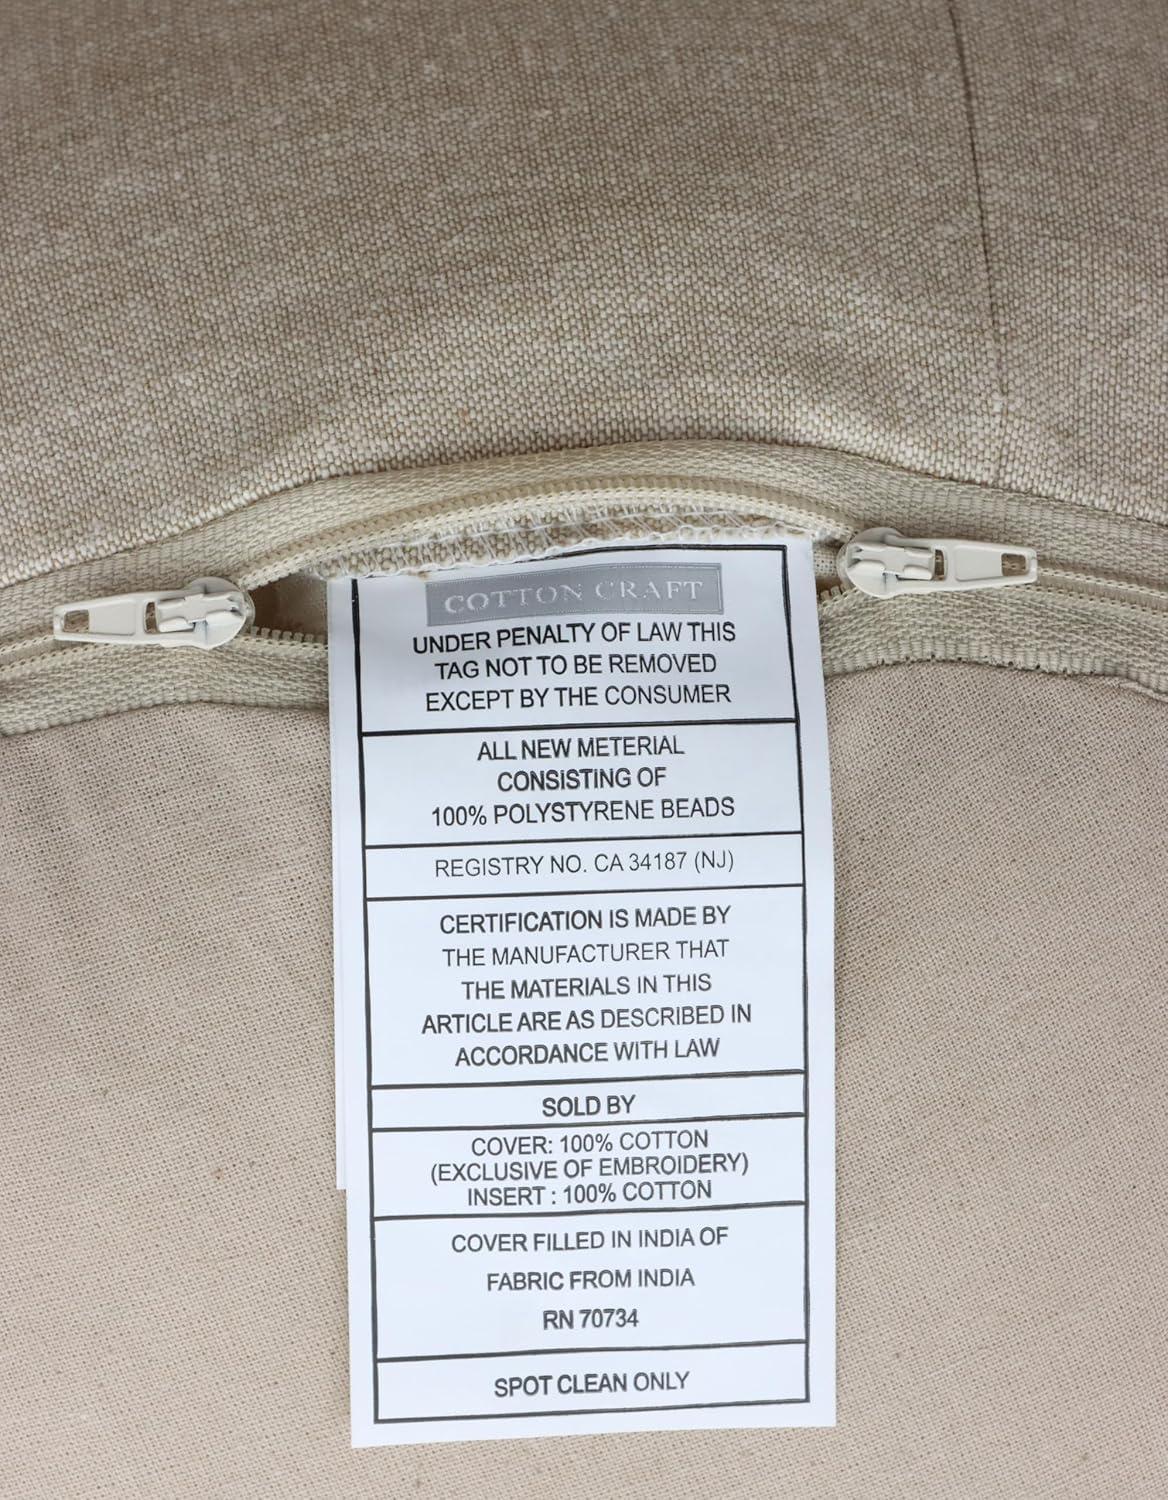 COTTON CRAFT
UNDER PENALTY OF LAW THIS
TAG NOT TO BE REMOVED
EXCEPT BY THE CONSUMER
ALL NEW METERIAL
CONSISTING OF
100% POLYSTYRENE BEADS
REGISTRY NO. CA 34187 (NJ)
CERTIFICATION IS MADE BY
THE MANUFACTURER THAT
THE MATERIALS IN THIS
ARTICLE ARE AS DESCRIBED IN
ACCORDANCE WITH LAW
SOLD BY
COVER: 100% COTTON
(EXCLUSIVE OF EMBROIDERY)
INSERT : 100% COTTON
COVER FILLED IN INDIA OF
FABRIC FROM INDIA
RN 70734
SPOT CLEAN ONLY